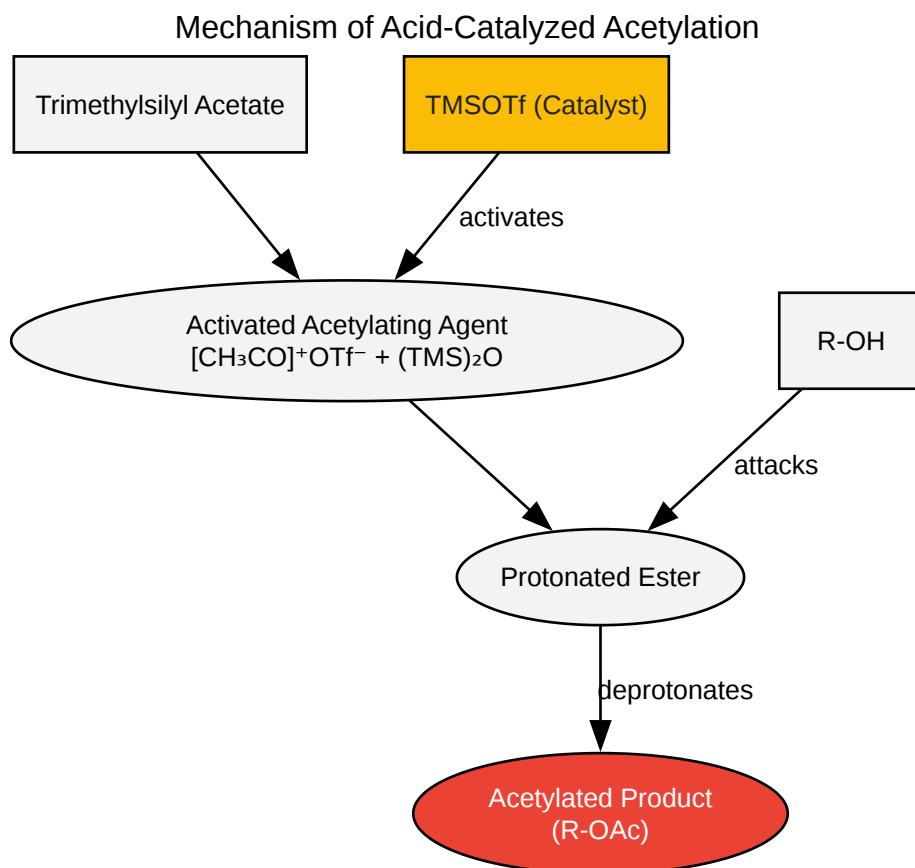 Mechanism of Acid-Catalyzed Acetylation
Trimethylsilyl Acetate
TMSOTf (Catalyst)
activates
Activated Acetylating Agent
[CH₃CO]⁺OTf⁻ + (TMS)₂O
R-OH
attacks
Protonated Ester
deprotonates
Acetylated Product
(R-OAc)